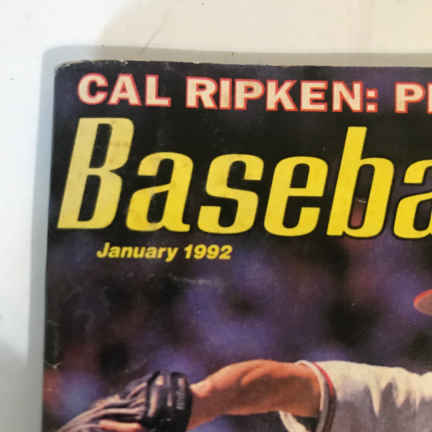 CAL RIPKEN: P
Baseba
January 1992